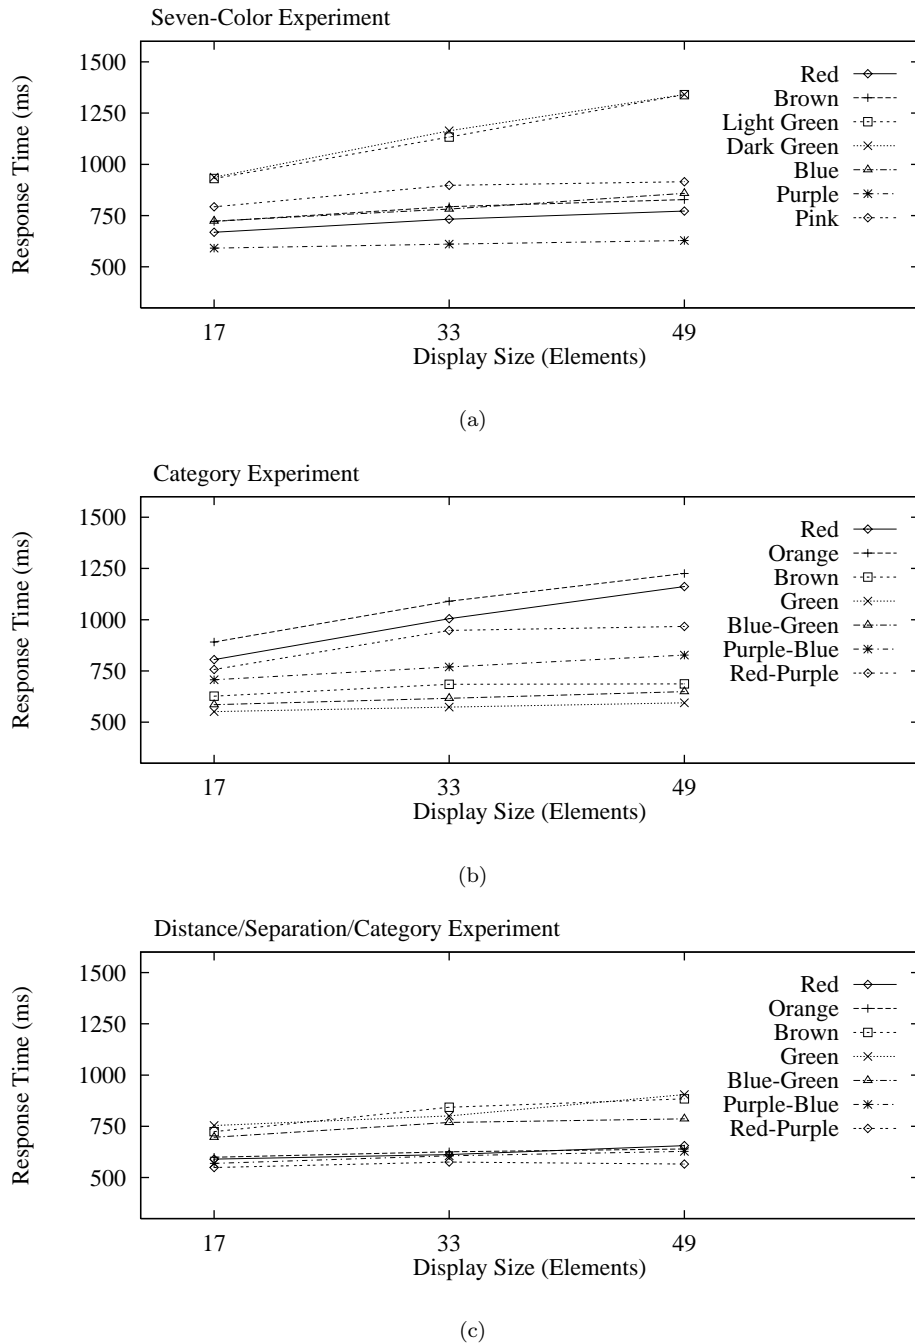 Seven-Color Experiment
Response Time (ms)
1500
1250
1000
750
500
Red
Brown
Light Green
Dark Green
Blue
Purple
Pink
17 33 49
Display Size (Elements)
(a)
Category Experiment
Response Time (ms)
1500
1250
1000
750
500
Red
Orange
Brown
Green
Blue-Green
Purple-Blue
Red-Purple
17 33 49
Display Size (Elements)
(b)
Distance/Separation/Category Experiment
Response Time (ms)
1500
1250
1000
750
500
Red
Orange
Brown
Green
Blue-Green
Purple-Blue
Red-Purple
17 33 49
Display Size (Elements)
(c)